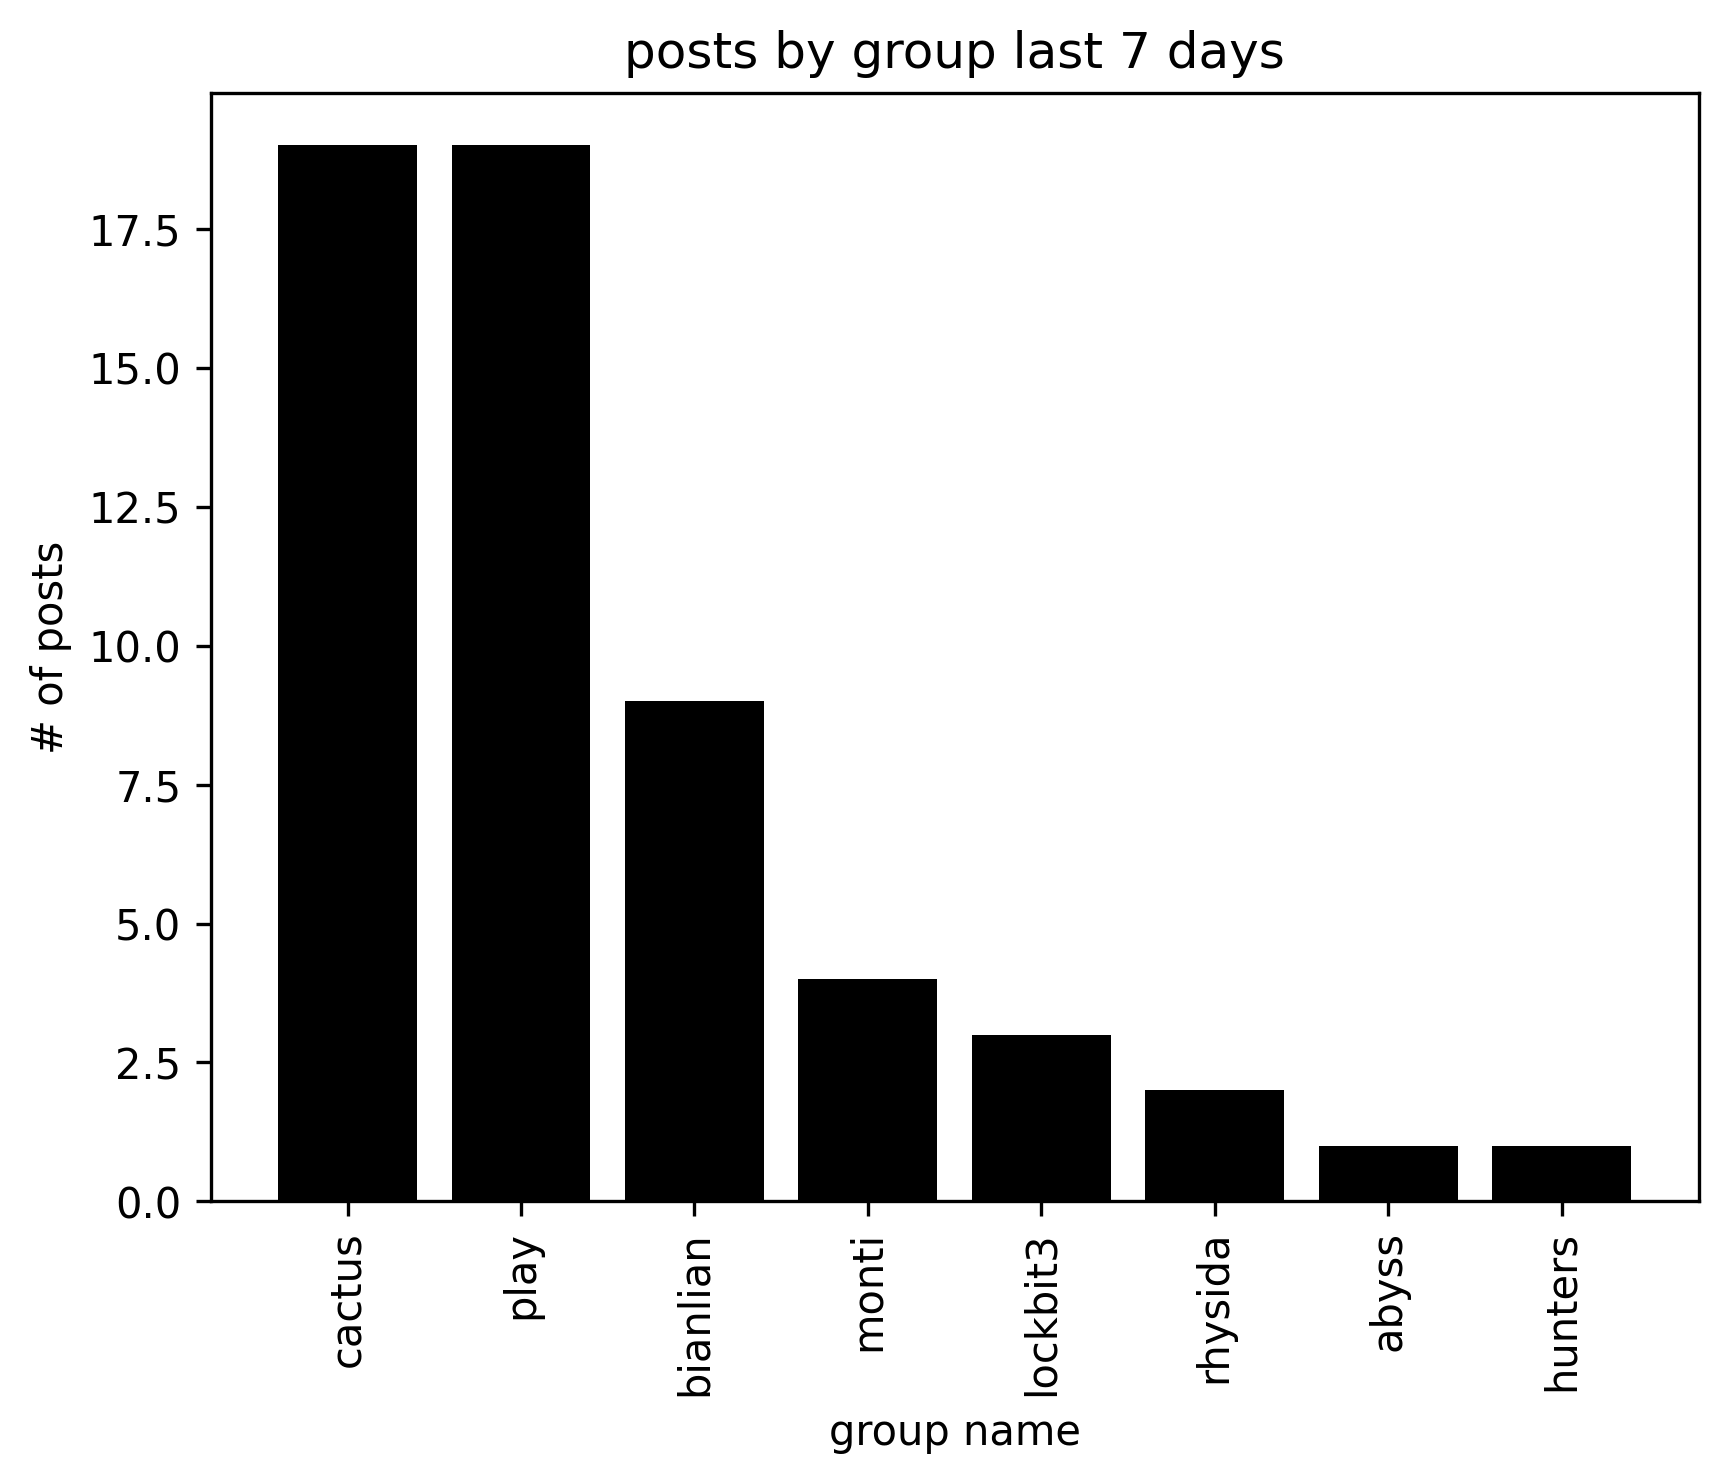 posts by group last 7 days
# of posts
17.5
15.0
12.5
10.0
7.5
5.0
2.5
0.0
cactus
play
bianlian
monti
lockbit3
rhysida
abyss
hunters
group name